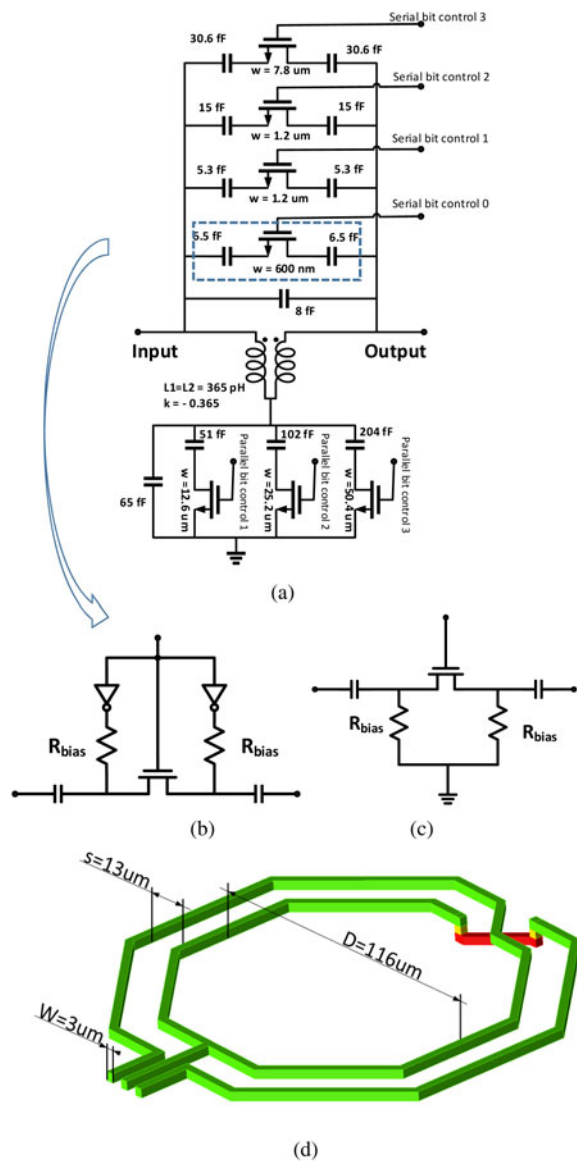 Serial bit control 3
30.6 fF 30.6 fF
w = 7.8 um
Serial bit control 2
15 fF 15 fF
w = 1.2 um
Serial bit control 1
5.3 fF 5.3 fF
w = 1.2 um
Serial bit control 0
6.5 fF 6.5 fF
w = 600 nm
8 fF
Input Output
L1=L2 = 365 pH
k = - 0.365
51 fF 102 fF 204 fF
65 fF
w = 12.6 um
Parallel bit control 1
w = 25.2 um
Parallel bit control 2
w = 50.4 um
Parallel bit control 3
(a)
Rbias Rbias
(b)
Rbias Rbias
(c)
s=13um
D=116um
W=3um
(d)